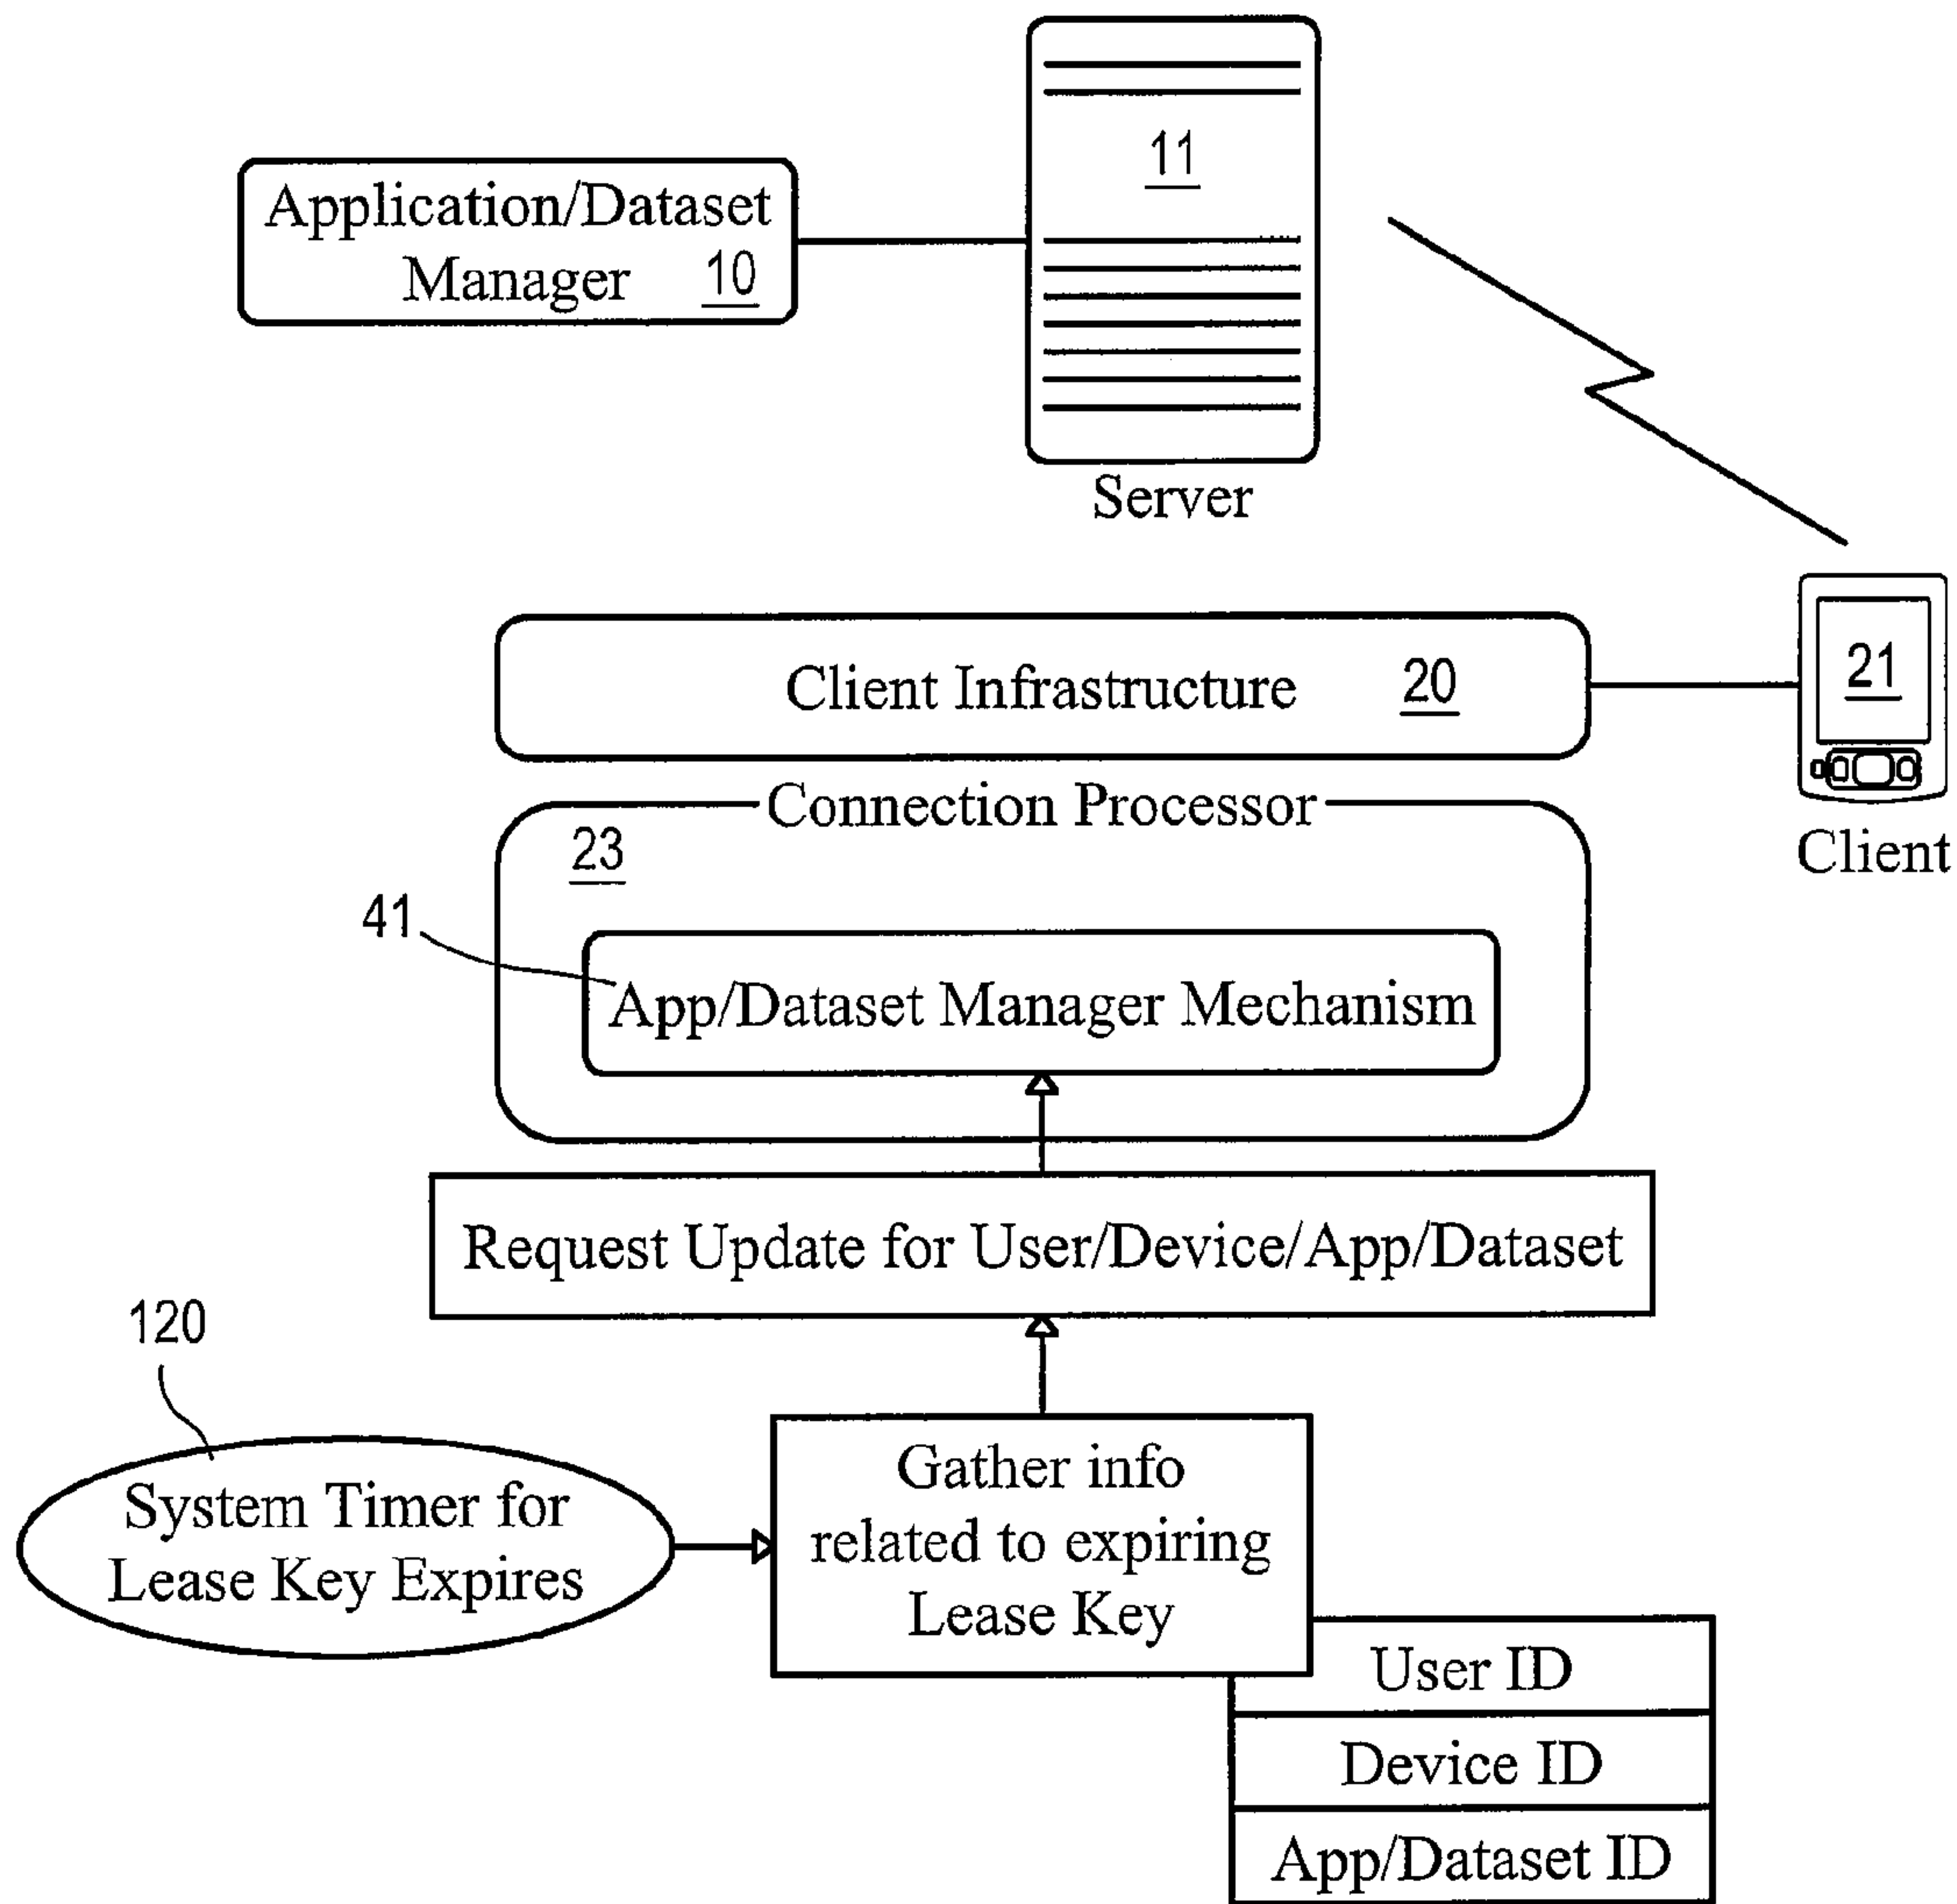 11
Application/Dataset
Manager 10
Server
Client Infrastructure 20
21
Connection Processor
23
Client
41
App/Dataset Manager Mechanism
Request Update for User/Device/App/Dataset
120
System Timer for
Lease Key Expires
Gather info
related to expiring
Lease Key
User ID
Device ID
App/Dataset ID